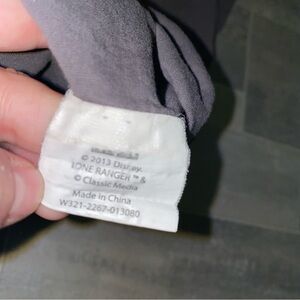 © 2013 Disney.
LONE RANGER™ &
© Classic Media
Made in China
W321-2267-013080